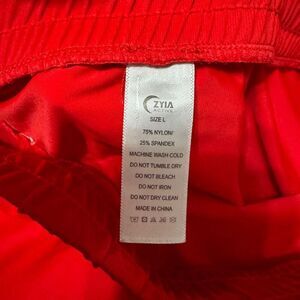 ZYIA
ACTIVE
SIZE L
75% NYLON/
25% SPANDEX
MACHINE WASH COLD
DO NOT TUMBLE DRY
DO NOT BLEACH
DO NOT IRON
DO NOT DRY CLEAN
MADE IN CHINA